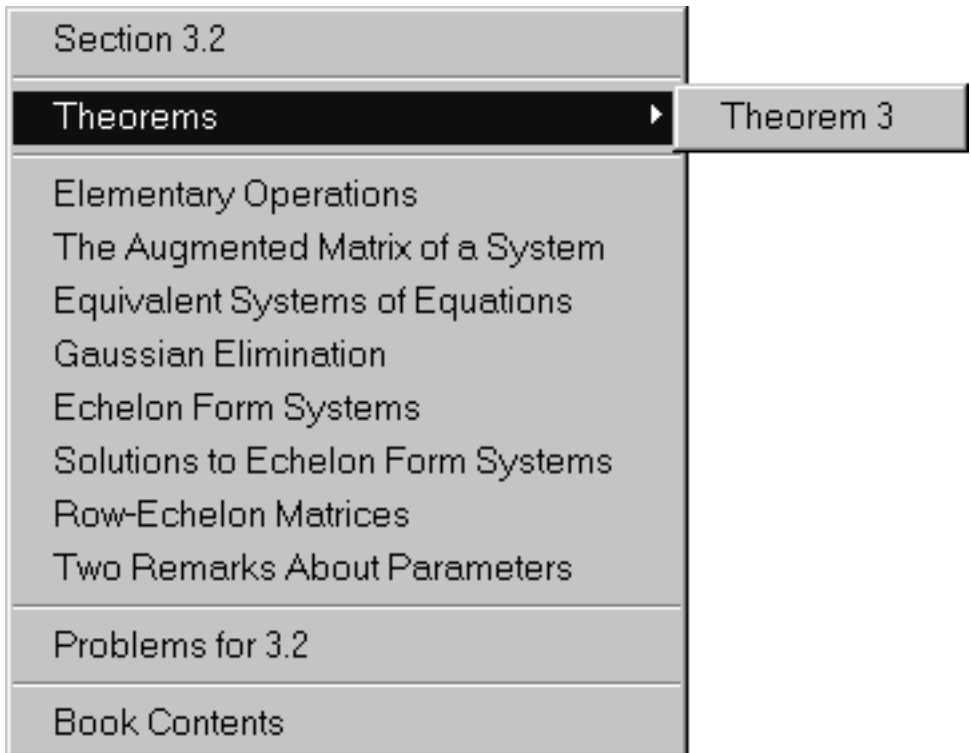 Section 3.2
Theorems
Theorem 3
Elementary Operations
The Augmented Matrix of a System
Equivalent Systems of Equations
Gaussian Elimination
Echelon Form Systems
Solutions to Echelon Form Systems
Row-Echelon Matrices
Two Remarks About Parameters
Problems for 3.2
Book Contents